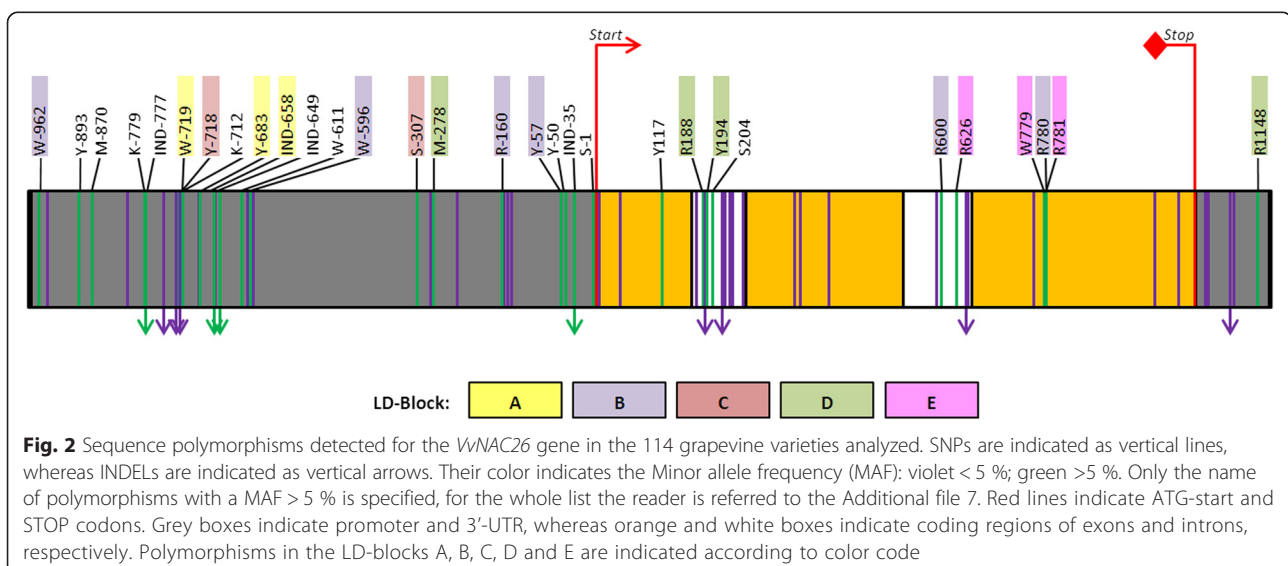 Start
Stop
W-962
Y-893
M-870
K-779
IND-777
W-719
Y-718
K-712
Y-683
IND-658
IND-649
W-611
W-596
S-307
M-278
R-160
Y-57
Y-50
IND-35
S-1
Y117
R188
Y194
S204
R600
R626
W779
R780
R781
R1148
LD-Block: A B C D E
Fig. 2 Sequence polymorphisms detected for the VvNAC26 gene in the 114 grapevine varieties analyzed. SNPs are indicated as vertical lines,
whereas INDELs are indicated as vertical arrows. Their color indicates the Minor allele frequency (MAF): violet < 5 %; green >5 %. Only the name
of polymorphisms with a MAF > 5 % is specified, for the whole list the reader is referred to the Additional file 7. Red lines indicate ATG-start and
STOP codons. Grey boxes indicate promoter and 3’-UTR, whereas orange and white boxes indicate coding regions of exons and introns,
respectively. Polymorphisms in the LD-blocks A, B, C, D and E are indicated according to color code